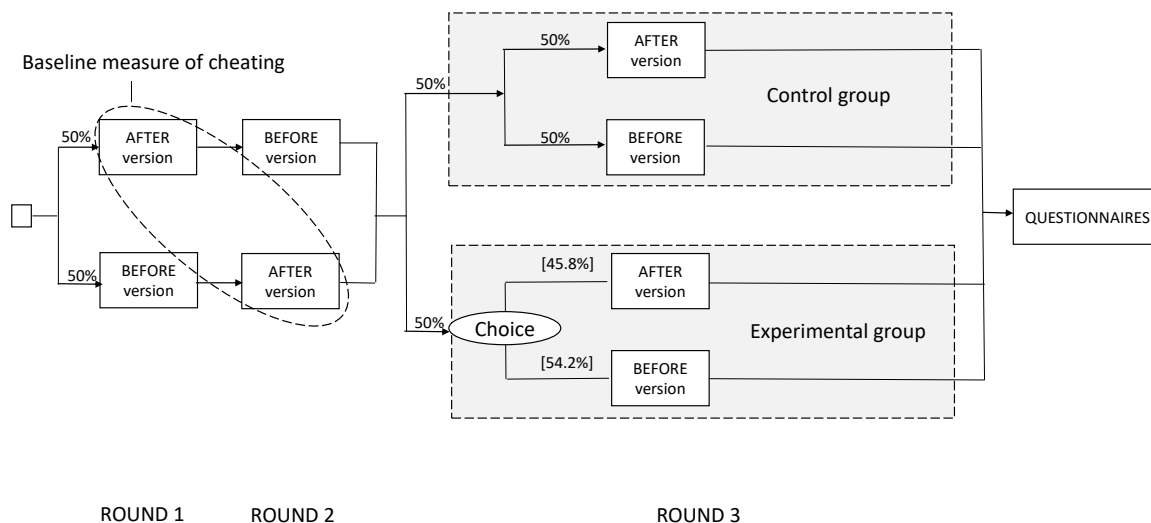 Baseline measure of cheating
50%
AFTER
version
BEFORE
version
50%
BEFORE
version
AFTER
version
50%
50%
AFTER
version
Control group
50%
BEFORE
version
50%
Choice
[45.8%]
AFTER
version
Experimental group
[54.2%]
BEFORE
version
QUESTIONNAIRES
ROUND 1
ROUND 2
ROUND 3